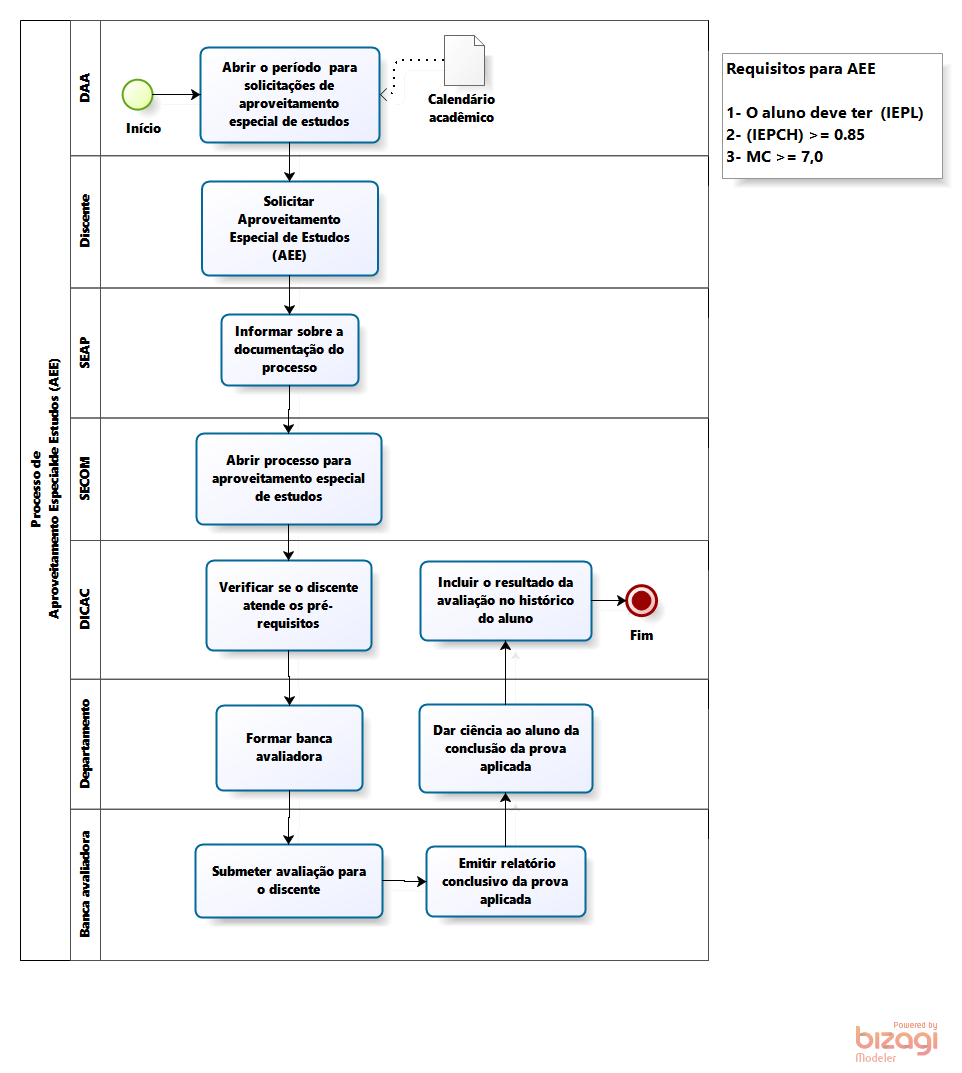 Processo de
Aproveitamento Especialde Estudos (AEE)
DAA
Início
Abrir o período para
solicitações de
aproveitamento
especial de estudos
Calendário
acadêmico
Requisitos para AEE
1- O aluno deve ter (IEPL)
2- (IEPCH) >= 0.85
3- MC >= 7,0
Discente
Solicitar
Aproveitamento
Especial de Estudos
(AEE)
SEAP
Informar sobre a
documentação do
processo
SECOM
Abrir processo para
aproveitamento especial
de estudos
DICAC
Verificar se o discente
atende os pré-
requisitos
Incluir o resultado da
avaliação no histórico
do aluno
Fim
Departamento
Formar banca
avaliadora
Dar ciência ao aluno da
conclusão da prova
aplicada
Banca avaliadora
Submeter avaliação para
o discente
Emitir relatório
conclusivo da prova
aplicada
Powered by
bizagi
Modeler